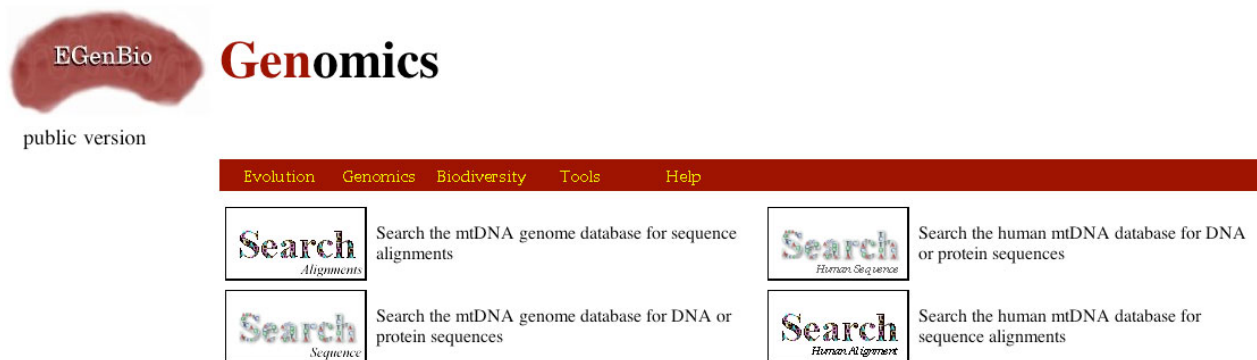 EGenBio
Genomics
public version
Evolution Genomics Biodiversity Tools Help
Search
Alignments
Search the mtDNA genome database for sequence
alignments
Search
Human Sequence
Search the human mtDNA database for DNA
or protein sequences
Search
Sequence
Search the mtDNA genome database for DNA or
protein sequences
Search
Human Alignment
Search the human mtDNA database for
sequence alignments